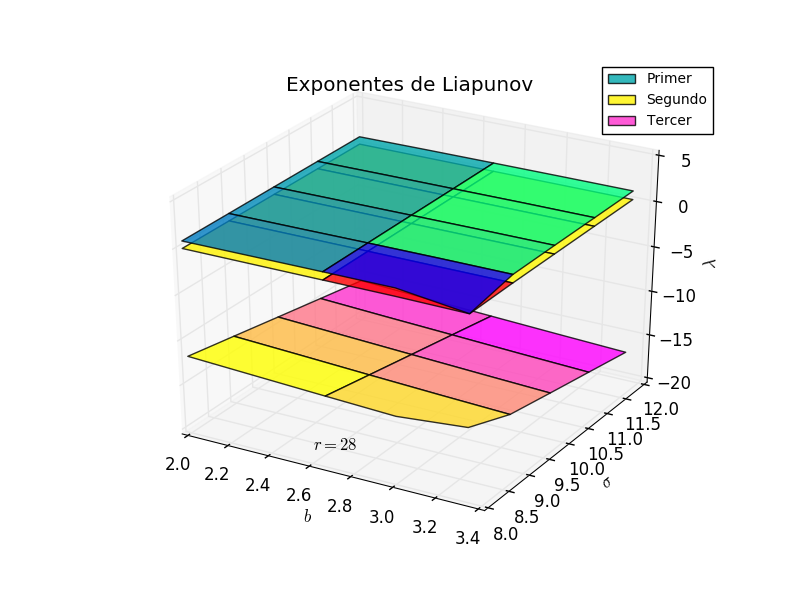 Exponentes de Liapunov
Primer
Segundo
Tercer
5
0
−5
−10
−15
−20
λ
12.0
11.5
11.0
10.5
10.0
9.5
9.0
8.5
8.0
σ
r = 28
2.0
2.2
2.4
2.6
2.8
3.0
3.2
3.4
b